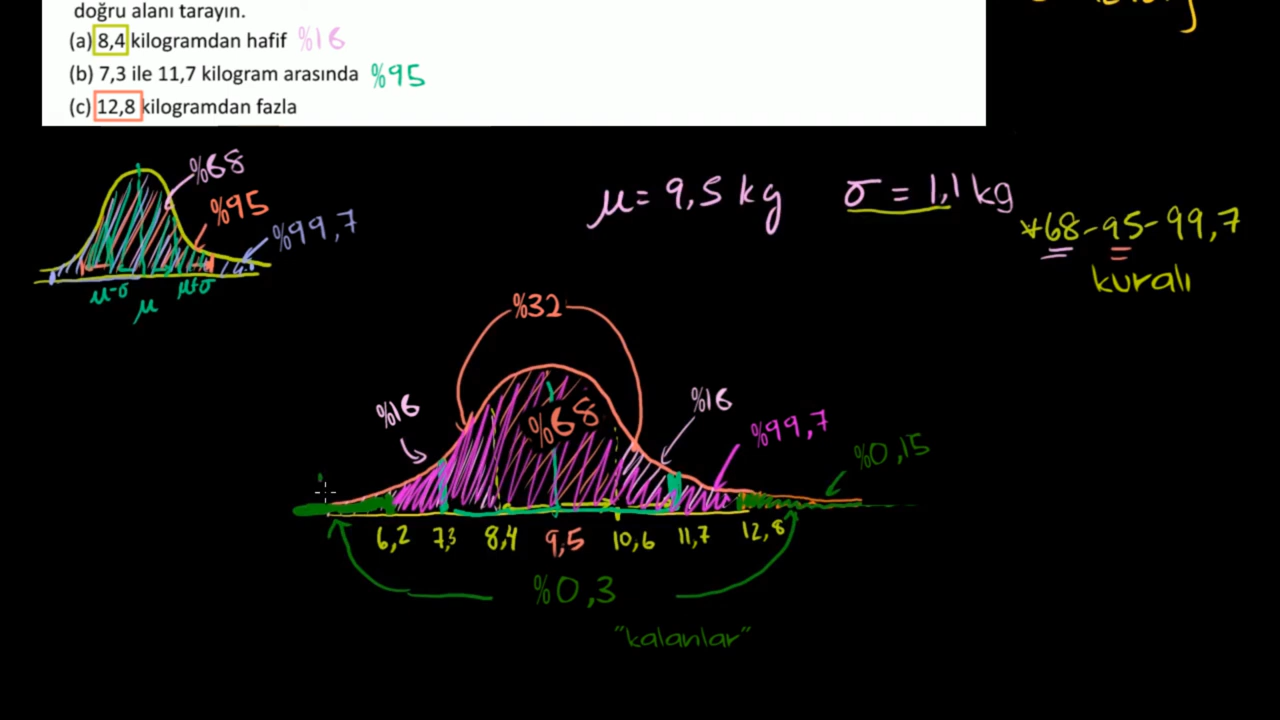 doğru alanı tarayın.
(a) 8,4 kilogramdan hafif %16
(b) 7,3 ile 11,7 kilogram arasında %95
(c) 12,8 kilogramdan fazla
%68
%95
%99,7
μ-σ μ μ+σ
μ= 9,5 kg σ = 1,1 kg
*68-95-99,7
kuralı
%32
%16
%68
%16
%99,7
%0,15
6,2 7,3 8,4 9,5 10,6 11,7 12,8
%0,3
"kalanlar"